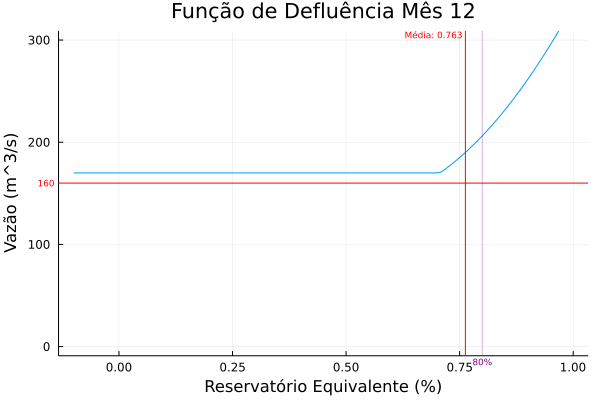 Função de Defluência Mês 12
Média: 0.763
300
200
160
100
0
Vazão (m^3/s)
0.00
0.25
0.50
0.75
80%
1.00
Reservatório Equivalente (%)